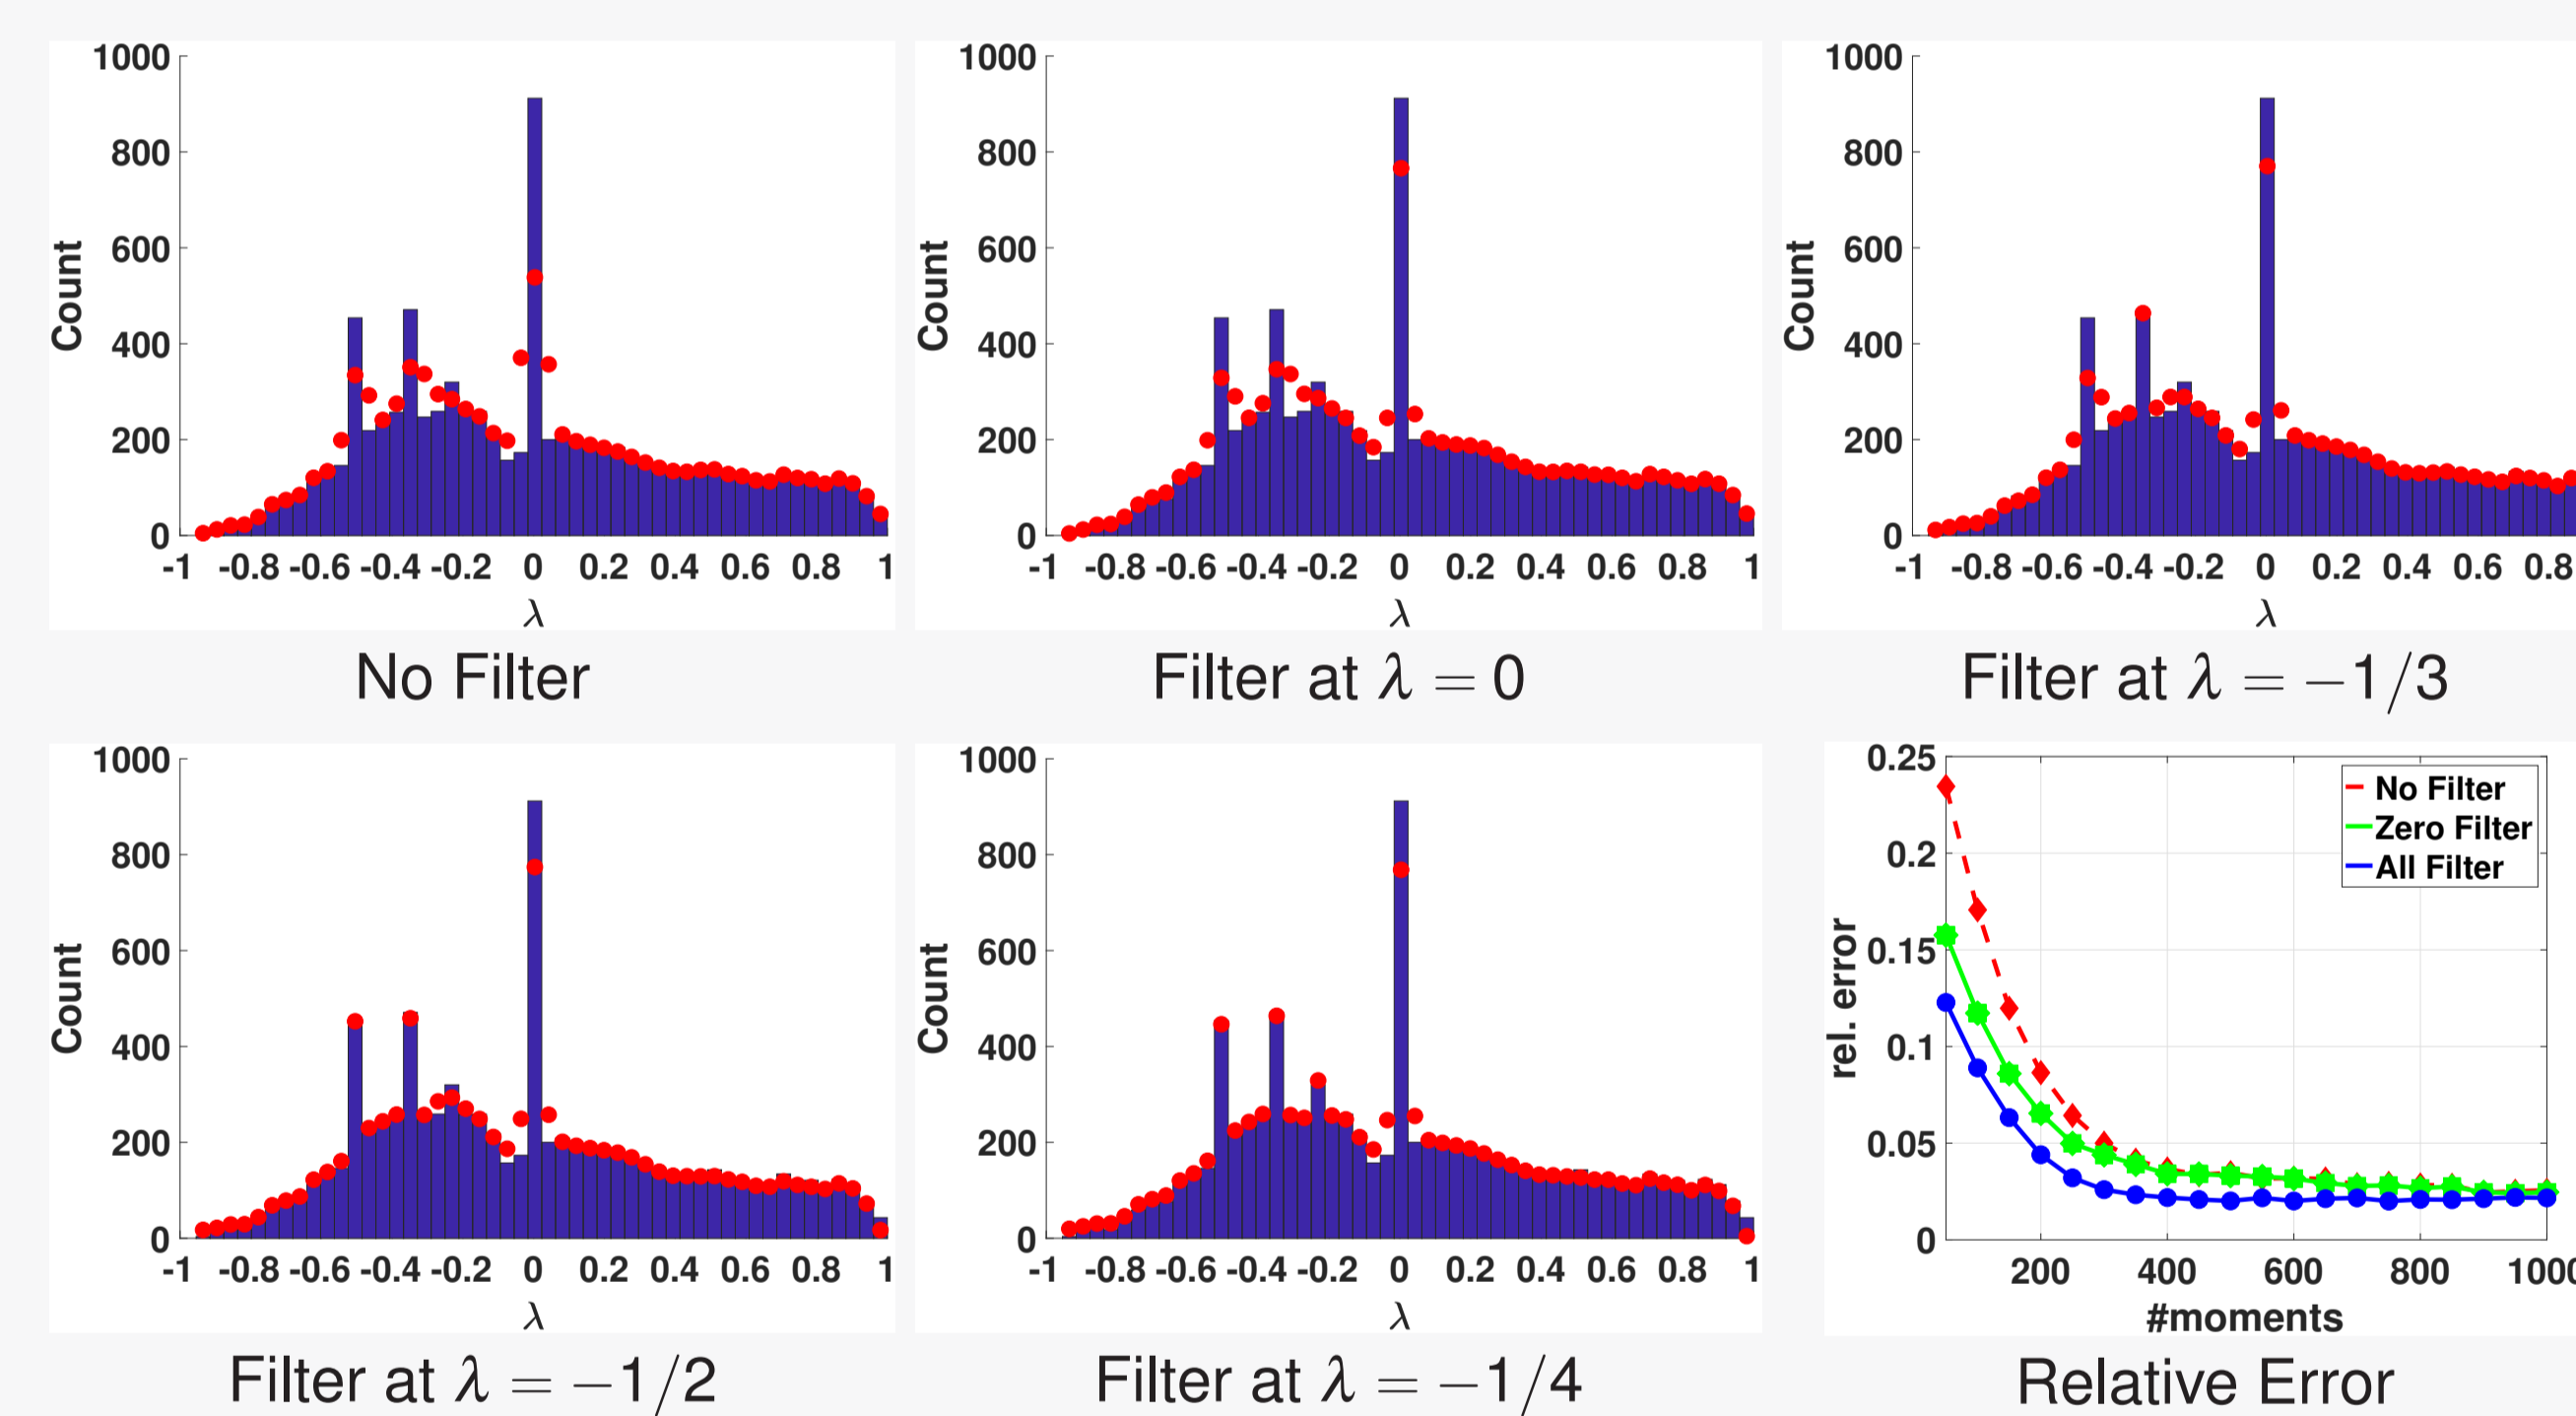 1000
800
600
400
200
0
Count
-1 -0.8 -0.6 -0.4 -0.2 0 0.2 0.4 0.6 0.8 1
λ
No Filter
1000
800
600
400
200
0
Count
-1 -0.8 -0.6 -0.4 -0.2 0 0.2 0.4 0.6 0.8 1
λ
Filter at λ = 0
1000
800
600
400
200
0
Count
-1 -0.8 -0.6 -0.4 -0.2 0 0.2 0.4 0.6 0.8
λ
Filter at λ = −1/3
1000
800
600
400
200
0
Count
-1 -0.8 -0.6 -0.4 -0.2 0 0.2 0.4 0.6 0.8 1
λ
Filter at λ = −1/2
1000
800
600
400
200
0
Count
-1 -0.8 -0.6 -0.4 -0.2 0 0.2 0.4 0.6 0.8 1
λ
Filter at λ = −1/4
0.25
0.2
0.15
0.1
0.05
0
rel. error
No Filter
Zero Filter
All Filter
200 400 600 800 1000
#moments
Relative Error